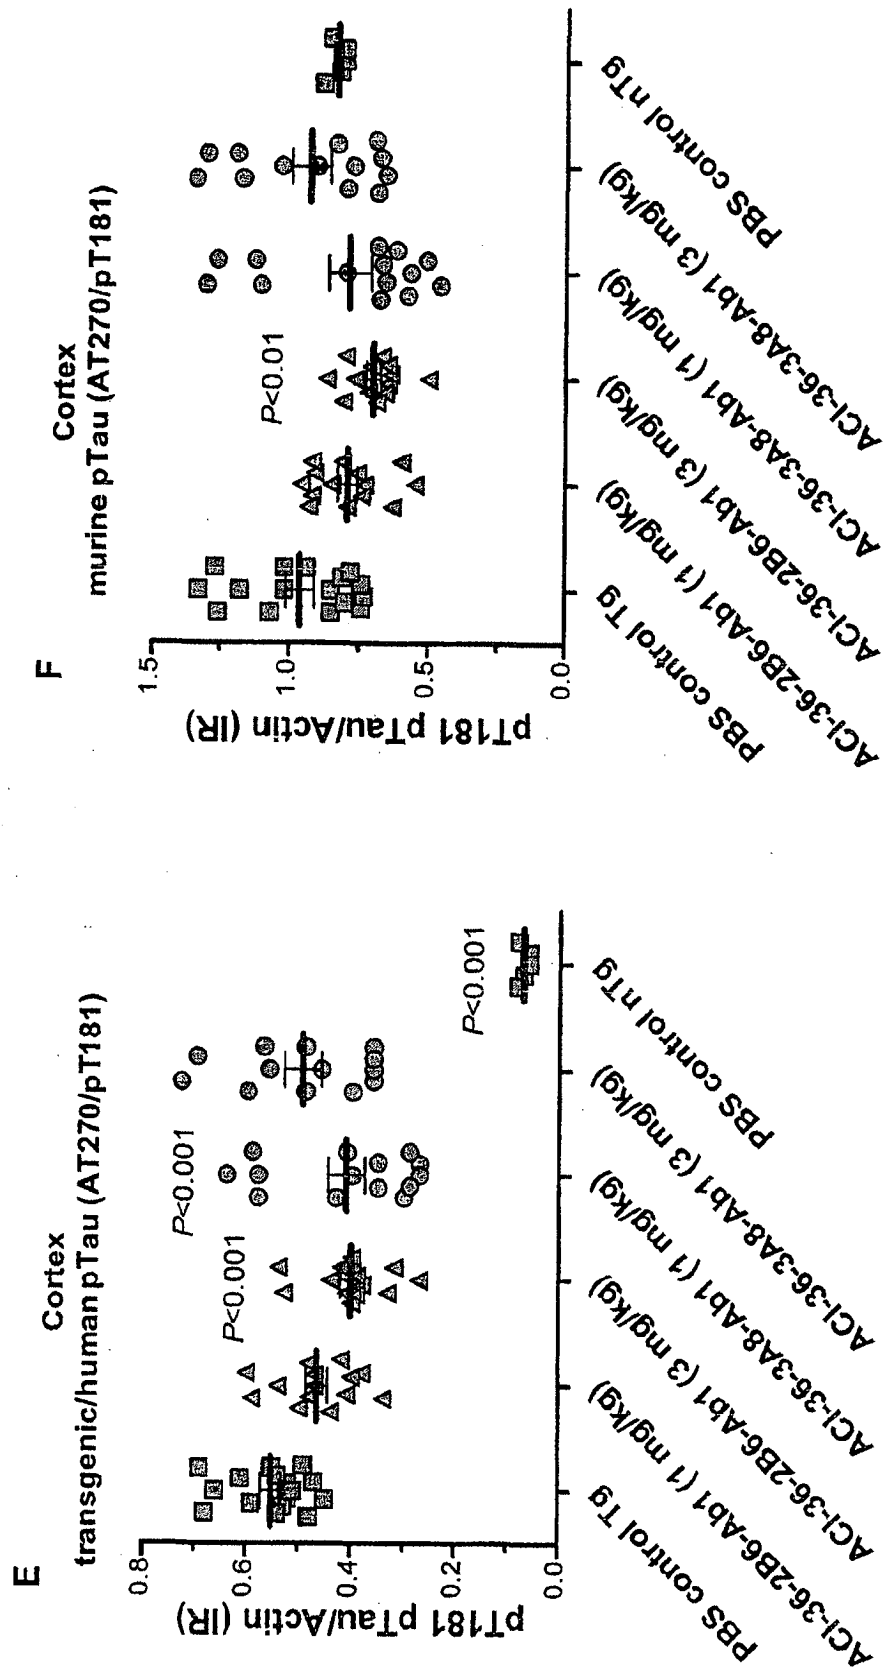 E
Cortex
transgenic/human pTau (AT270/pT181)
pT181 pTau/Actin (IR)
0.8
0.6
0.4
0.2
0.0
P<0.001
P<0.001
P<0.001
PBS control Tg
ACI-36-2B6-Ab1 (1 mg/kg)
ACI-36-2B6-Ab1 (3 mg/kg)
ACI-36-3A8-Ab1 (1 mg/kg)
ACI-36-3A8-Ab1 (3 mg/kg)
PBS control nTg
F
Cortex
murine pTau (AT270/pT181)
pT181 pTau/Actin (IR)
1.5
1.0
0.5
0.0
P<0.01
PBS control Tg
ACI-36-2B6-Ab1 (1 mg/kg)
ACI-36-2B6-Ab1 (3 mg/kg)
ACI-36-3A8-Ab1 (1 mg/kg)
ACI-36-3A8-Ab1 (3 mg/kg)
PBS control nTg